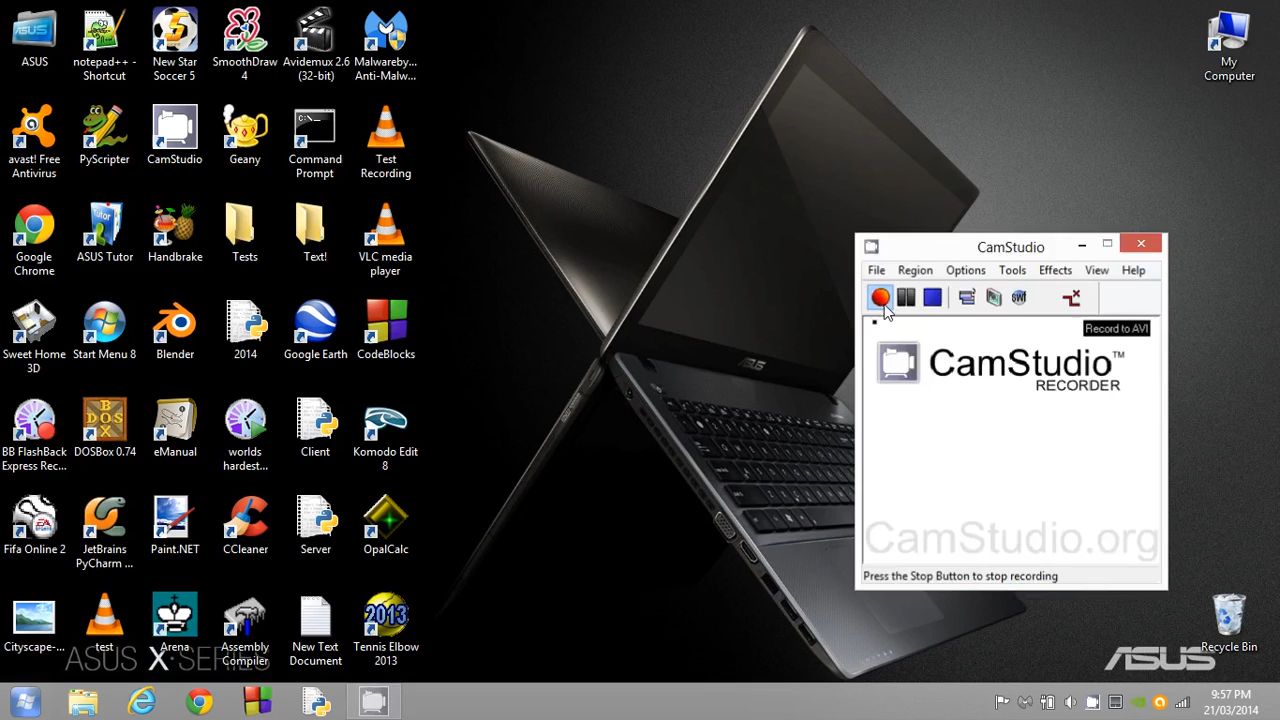 ASUS
notepad++ -
Shortcut
New Star
Soccer 5
SmoothDraw
4
Avidemux 2.6
(32-bit)
Malwareby...
Anti-Malw...
My
Computer
avast! Free
Antivirus
PyScripter
CamStudio
Geany
Command
Prompt
Test
Recording
Google
Chrome
ASUS Tutor
Handbrake
Tests
Text!
VLC media
player
Sweet Home
3D
Start Menu 8
Blender
2014
Google Earth
CodeBlocks
BB FlashBack
Express Rec...
DOSBox 0.74
eManual
worlds
hardest...
Client
Komodo Edit
8
Fifa Online 2
JetBrains
PyCharm ...
Paint.NET
CCleaner
Server
OpalCalc
Cityscape-...
test
Arena
Assembly
Compiler
New Text
Document
Tennis Elbow
2013
Recycle Bin
ASUS
C:\_
DOS
BOX
EA
2013
ASUS X-SERIES
ASUS
CamStudio
File Region Options Tools Effects View Help
SWF
Record to AVI
CamStudio™
RECORDER
CamStudio.org
Press the Stop Button to stop recording
9:57 PM
21/03/2014